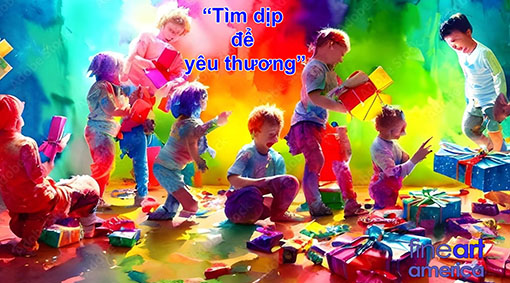 “Tìm dịp
để
yêu thương”
fineart
america